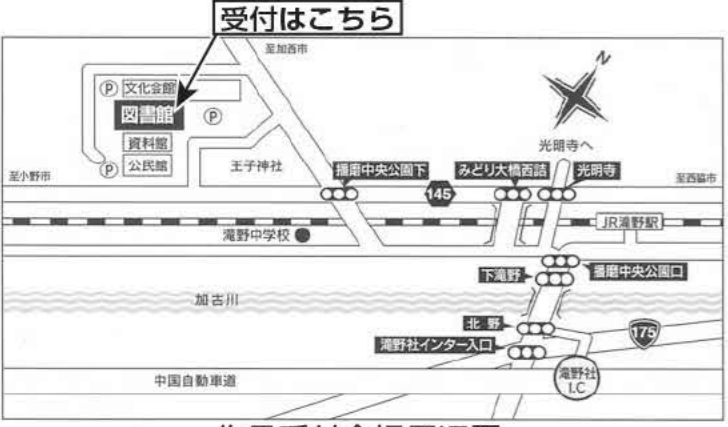 受付はこちら
至加西市
N
P
文化会館
図書館
P
資料館
公民館
P
王子神社
光明寺へ
至小野市
播磨中央公園下
145
みどり大橋西詰
光明寺
至西脇市
滝野中学校
JR滝野駅
下滝野
播磨中央公園口
加古川
北野
175
滝野社インター入口
中国自動車道
滝野社
I.C